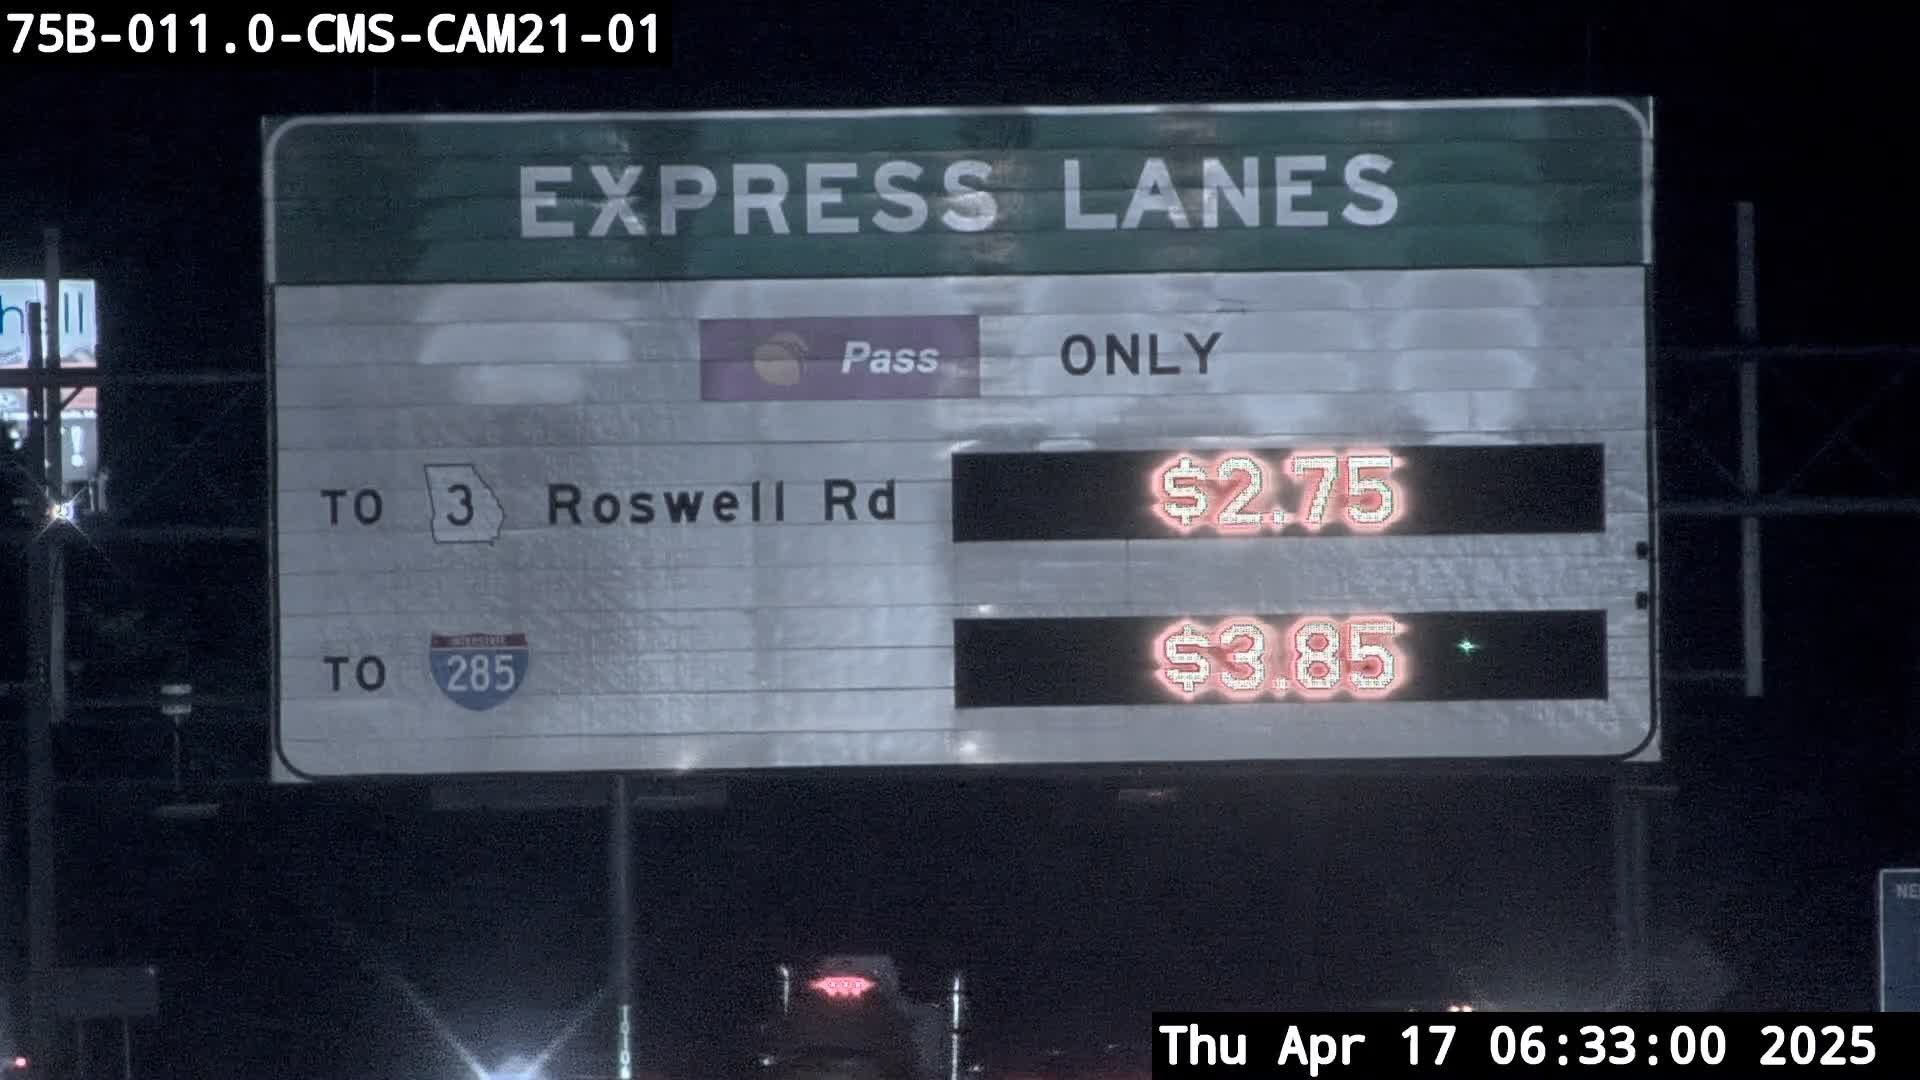 75B-011.0-CMS-CAM21-01
EXPRESS LANES
Pass ONLY
TO 3 Roswell Rd $2.75
INTERSTATE
TO 285 $3.85
Thu Apr 17 06:33:00 2025